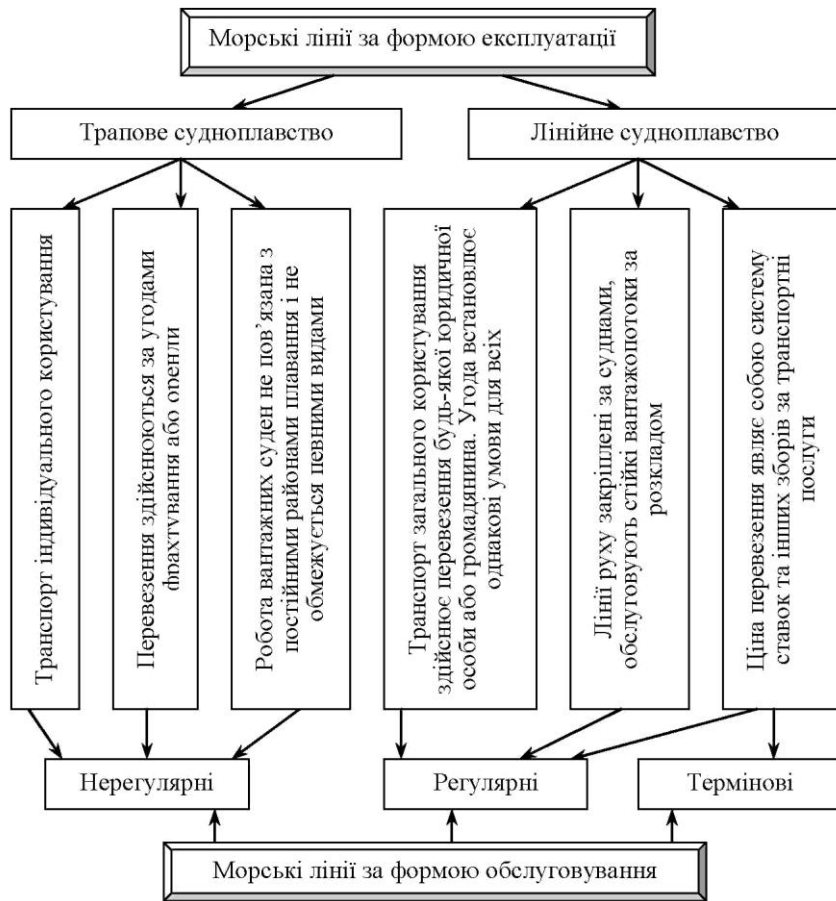 Морські лінії за формою експлуатації
Трапове судноплавство
Лінійне судноплавство
Транспорт індивідуального користування
Перевезення здійснюються за угодами
фрахтування або оренди
Робота вантажних суден не пов’язана з
постійними районами плавання і не
обмежується певними видами
Транспорт загального користування
здійснює перевезення будь-якої юридичної
особи або громадянина. Угода встановлює
однакові умови для всіх
Лінії руху закріплені за суднами,
обслуговують стійкі вантажопотоки за
розкладом
Ціна перевезення являє собою систему
ставок та інших зборів за транспортні
послуги
Нерегулярні
Регулярні
Термінові
Морські лінії за формою обслуговування